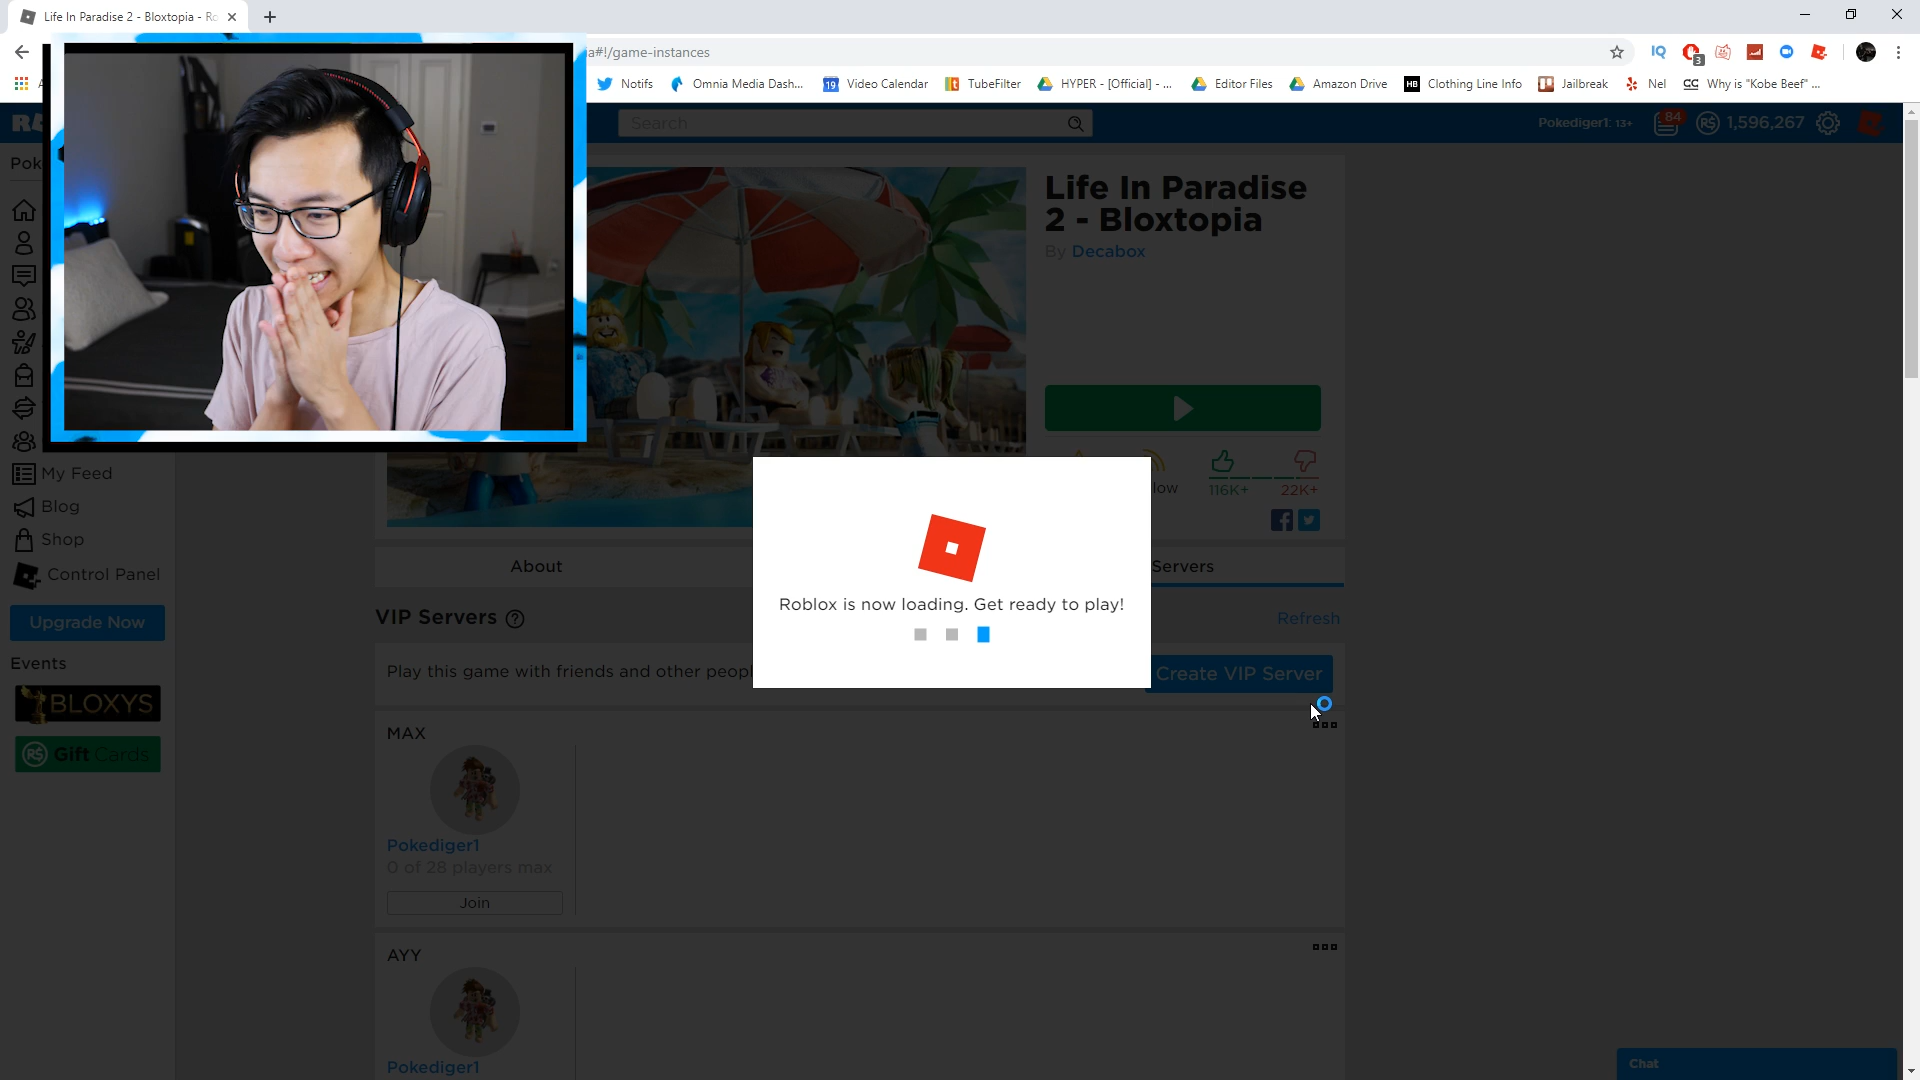 Life In Paradise 2 - Bloxtopia - Ro
a#!/game-instances
3
Notifs
Omnia Media Dash...
19
Video Calendar
TubeFilter
HYPER - [Official] - ...
Editor Files
Amazon Drive
HB
Clothing Line Info
Jailbreak
Nel
CC
Why is "Kobe Beef" ...
Search
Pokediger1: 13+
84
1,596,267
Pok
Life In Paradise
2 - Bloxtopia
By Decabox
low
116K+
22K+
My Feed
Blog
Shop
Control Panel
Upgrade Now
Events
BLOXYS
Gift Cards
About
Servers
Roblox is now loading. Get ready to play!
VIP Servers
Refresh
Play this game with friends and other peopl
Create VIP Server
MAX
Pokediger1
0 of 28 players max
Join
AYY
Pokediger1
Chat